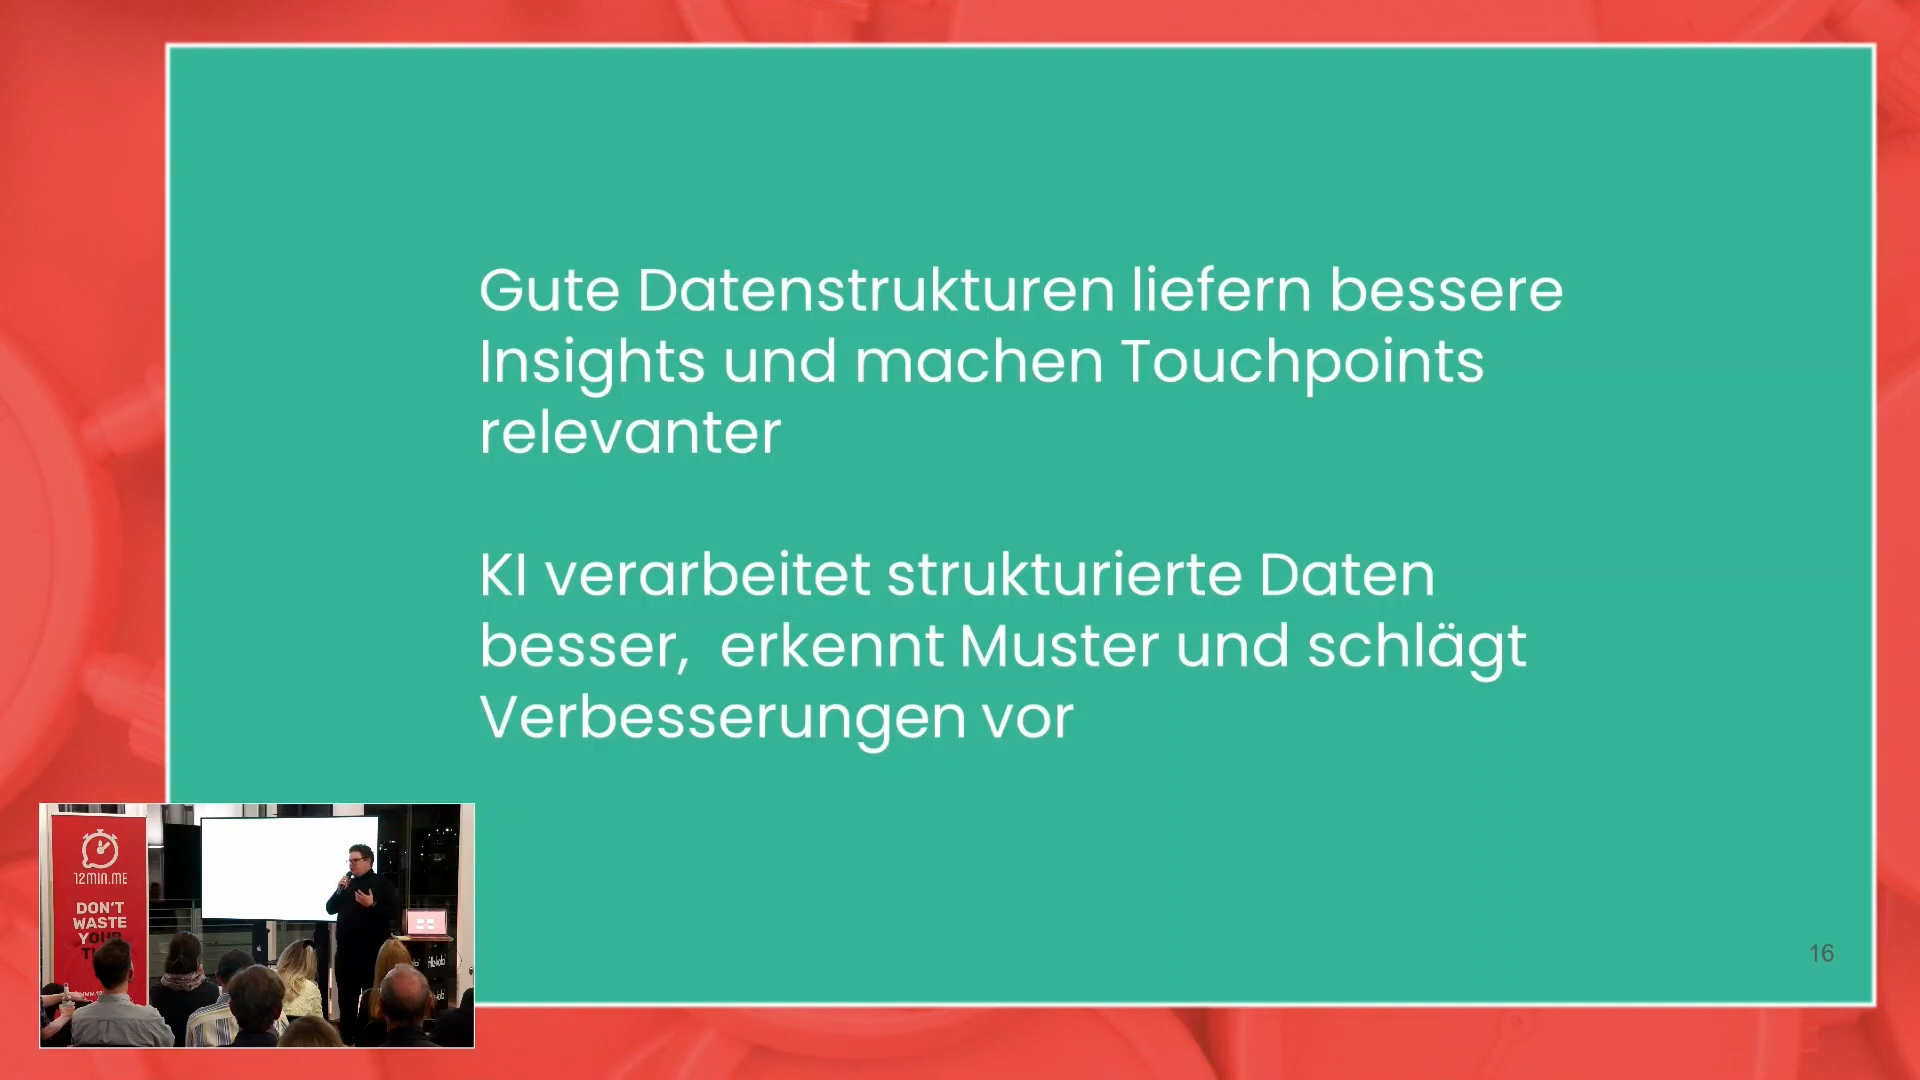 Gute Datenstrukturen liefern bessere
Insights und machen Touchpoints
relevanter
KI verarbeitet strukturierte Daten
besser,  erkennt Muster und schlägt
Verbesserungen vor
16
12MIN.ME
DON'T
WASTE
YOUR